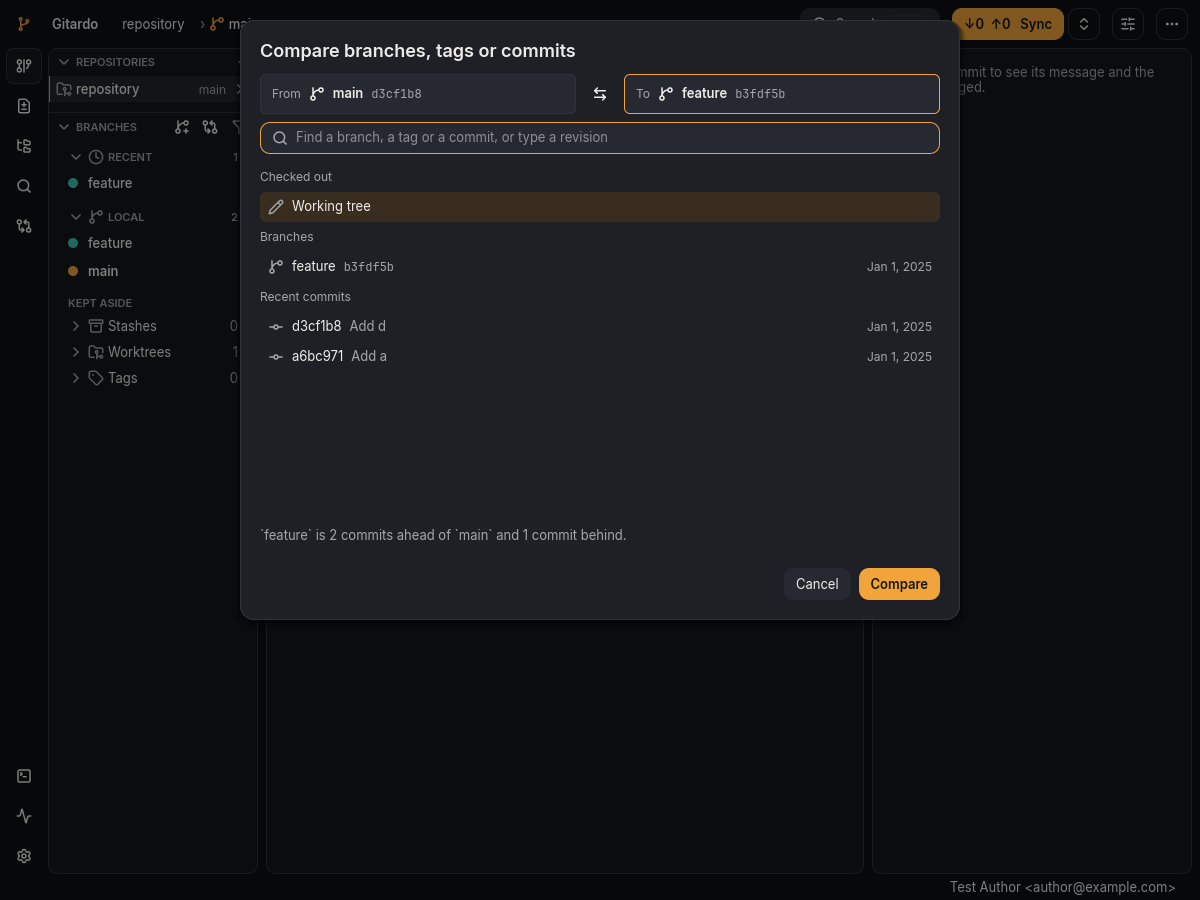 Gitardo repository main
↓0 ↑0 Sync
Compare branches, tags or commits
From main d3cf1b8
To feature b3fdf5b
Find a branch, a tag or a commit, or type a revision
Checked out
Working tree
Branches
feature b3fdf5b Jan 1, 2025
Recent commits
d3cf1b8 Add d Jan 1, 2025
a6bc971 Add a Jan 1, 2025
`feature` is 2 commits ahead of `main` and 1 commit behind.
Cancel Compare
REPOSITORIES
repository main
BRANCHES
RECENT 1
feature
LOCAL 2
feature
main
KEPT ASIDE
Stashes 0
Worktrees 1
Tags 0
to see its message and the
Test Author <author@example.com>